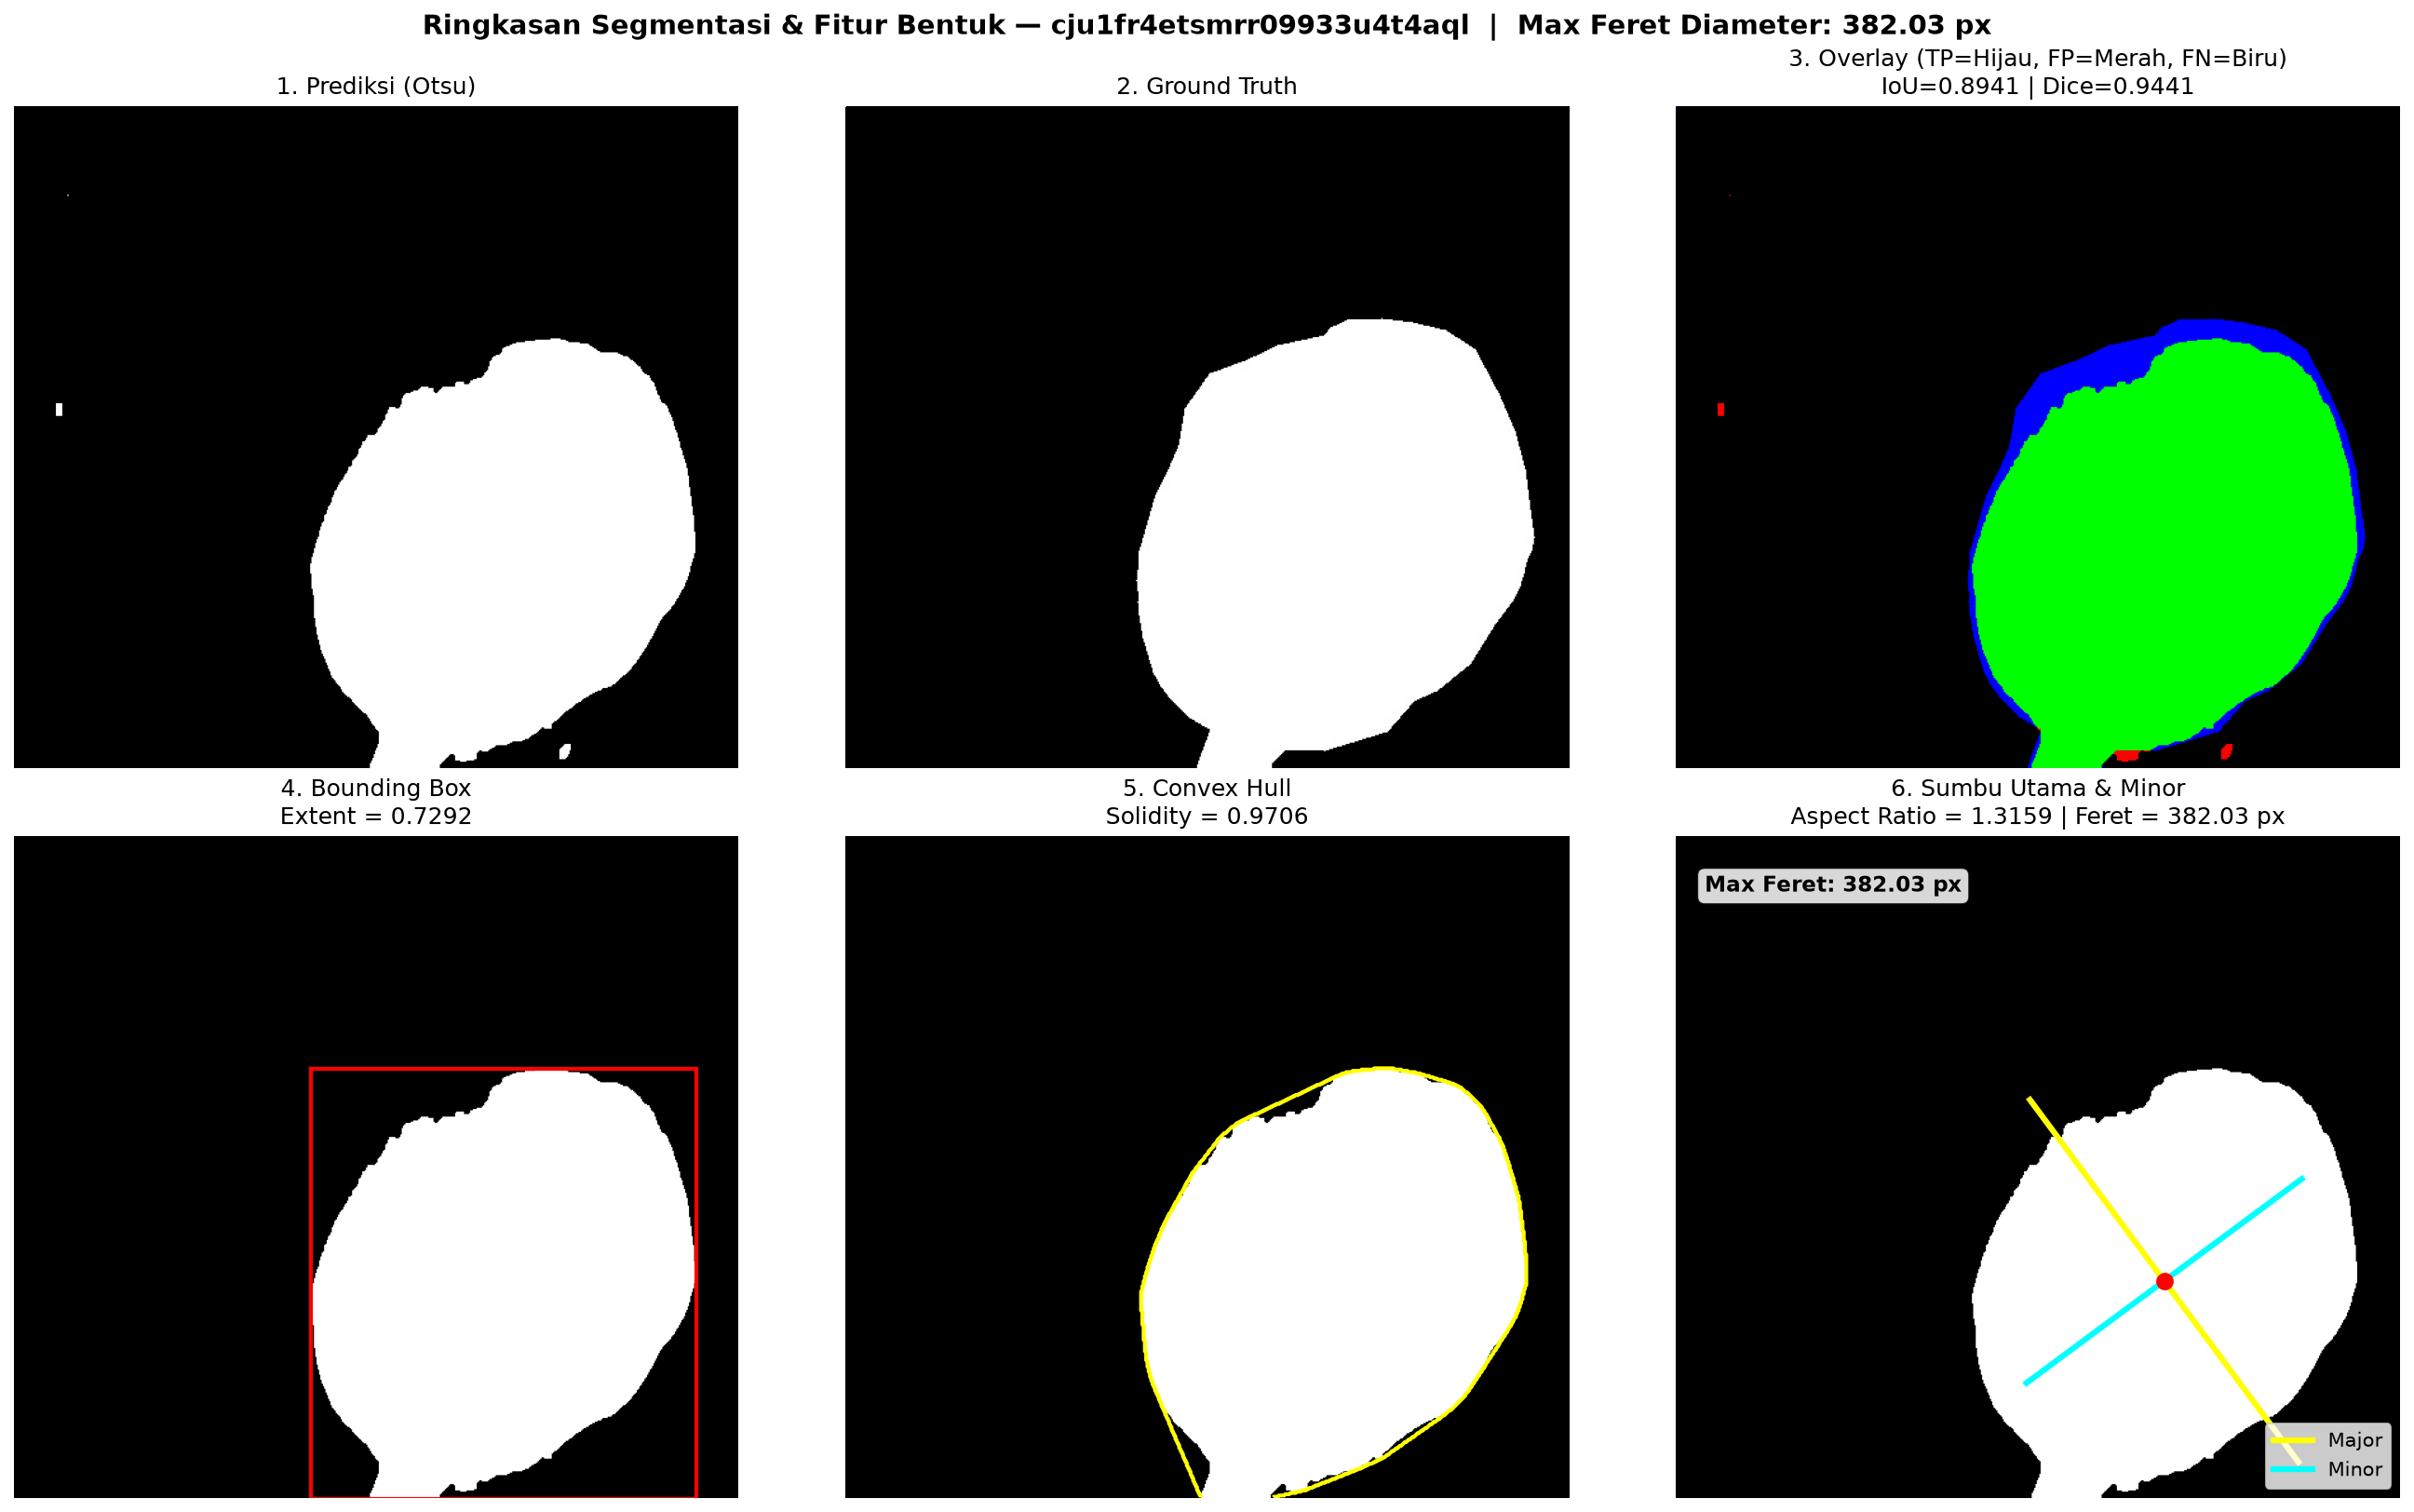 Ringkasan Segmentasi & Fitur Bentuk — cju1fr4etsmrr09933u4t4aql | Max Feret Diameter: 382.03 px
1. Prediksi (Otsu)
2. Ground Truth
3. Overlay (TP=Hijau, FP=Merah, FN=Biru)
IoU=0.8941 | Dice=0.9441
4. Bounding Box
Extent = 0.7292
5. Convex Hull
Solidity = 0.9706
6. Sumbu Utama & Minor
Aspect Ratio = 1.3159 | Feret = 382.03 px
Max Feret: 382.03 px
Major
Minor